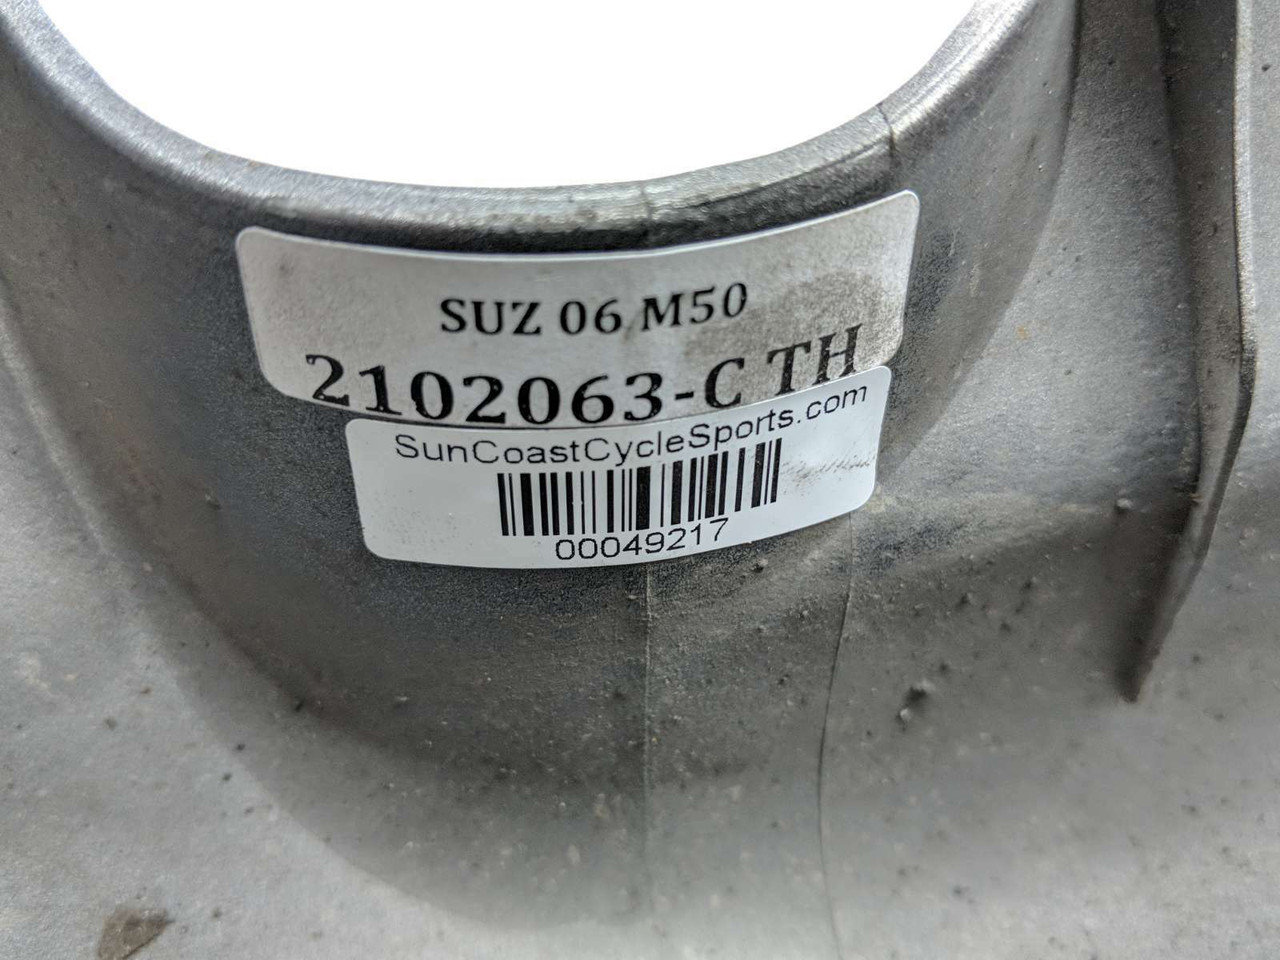 SUZ 06 M50
2102063-C TH
SunCoastCycleSports.com
00049217